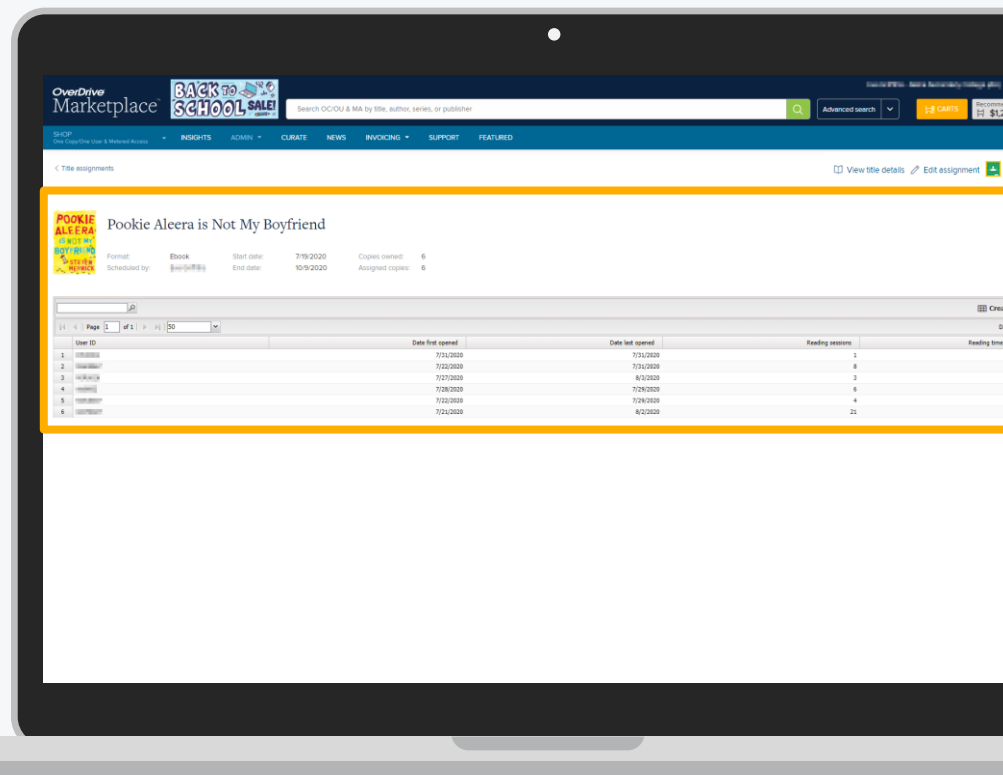 OverDrive
Marketplace
BACK TO SCHOOL SALE!
Search OC/OU & MA by title, author, series, or publisher
Advanced search
CARTS
SHOP
One Copy/One User & Metered Access
INSIGHTS
ADMIN
CURATE
NEWS
INVOICING
SUPPORT
FEATURED
Title assignments
View title details
Edit assignment
POOKIE
ALEERA
IS NOT MY
BOYFRIEND
STEVEN
HERRICK
Pookie Aleera is Not My Boyfriend
Format: Ebook Start date: 7/19/2020 Copies owned: 6
Scheduled by: End date: 10/9/2020 Assigned copies: 6
Page 1 of 1 50
User ID Date first opened Date last opened Reading sessions Reading time
1 7/31/2020 7/31/2020 1
2 7/22/2020 7/31/2020 8
3 7/27/2020 8/3/2020 3
4 7/28/2020 7/29/2020 6
5 7/22/2020 7/29/2020 4
6 7/21/2020 8/2/2020 21